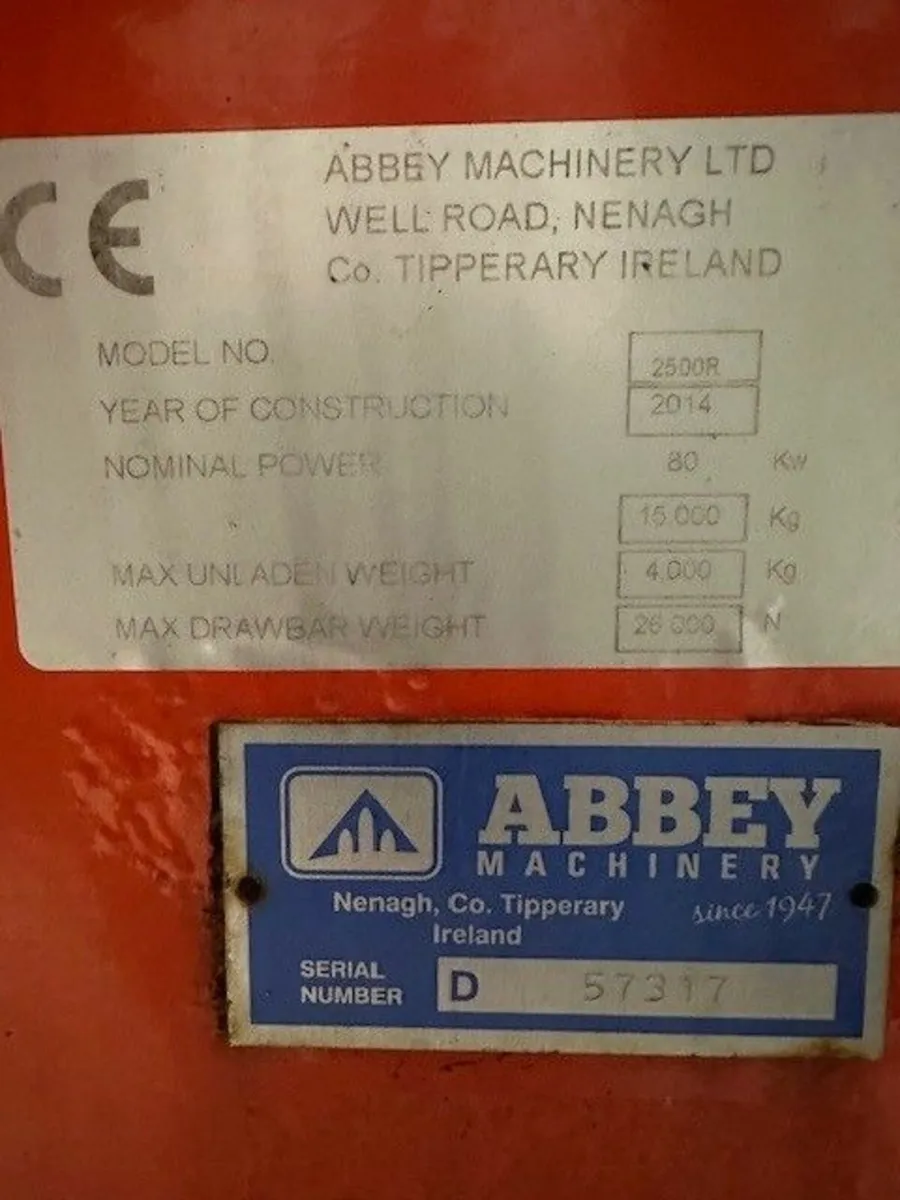 CE
ABBEY MACHINERY LTD
WELL ROAD, NENAGH
Co. TIPPERARY IRELAND
MODEL NO. 2500R
YEAR OF CONSTRUCTION 2014
NOMINAL POWER 80 Kw
15 000 Kg
MAX UNLADEN WEIGHT 4,000 Kg
MAX DRAWBAR WEIGHT 26 000 N
ABBEY
MACHINERY
Nenagh, Co. Tipperary since 1947
Ireland
SERIAL
NUMBER D 57317